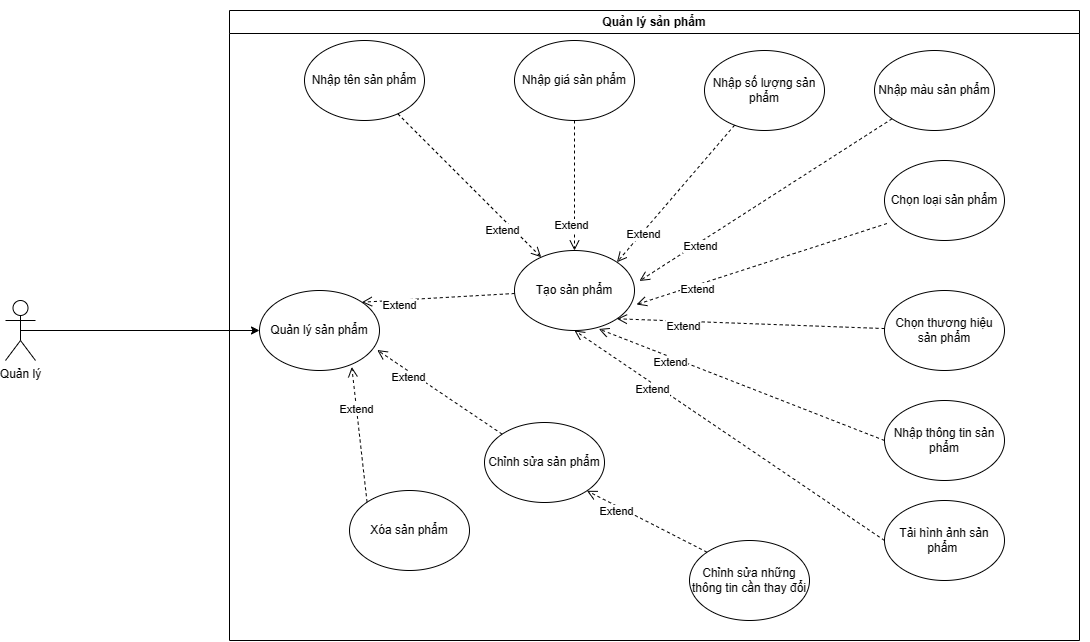 Quản lý sản phẩm
Nhập tên sản phẩm
Nhập giá sản phẩm
Nhập số lượng sản
phẩm
Nhập màu sản phẩm
Chọn loại sản phẩm
Extend
Extend
Extend
Extend
Tạo sản phẩm
Extend
Extend
Quản lý sản phẩm
Extend
Chọn thương hiệu
sản phẩm
Quản lý
Extend
Extend
Extend
Extend
Nhập thông tin sản
phẩm
Chỉnh sửa sản phẩm
Extend
Xóa sản phẩm
Tải hình ảnh sản
phẩm
Chỉnh sửa những
thông tin cần thay đổi